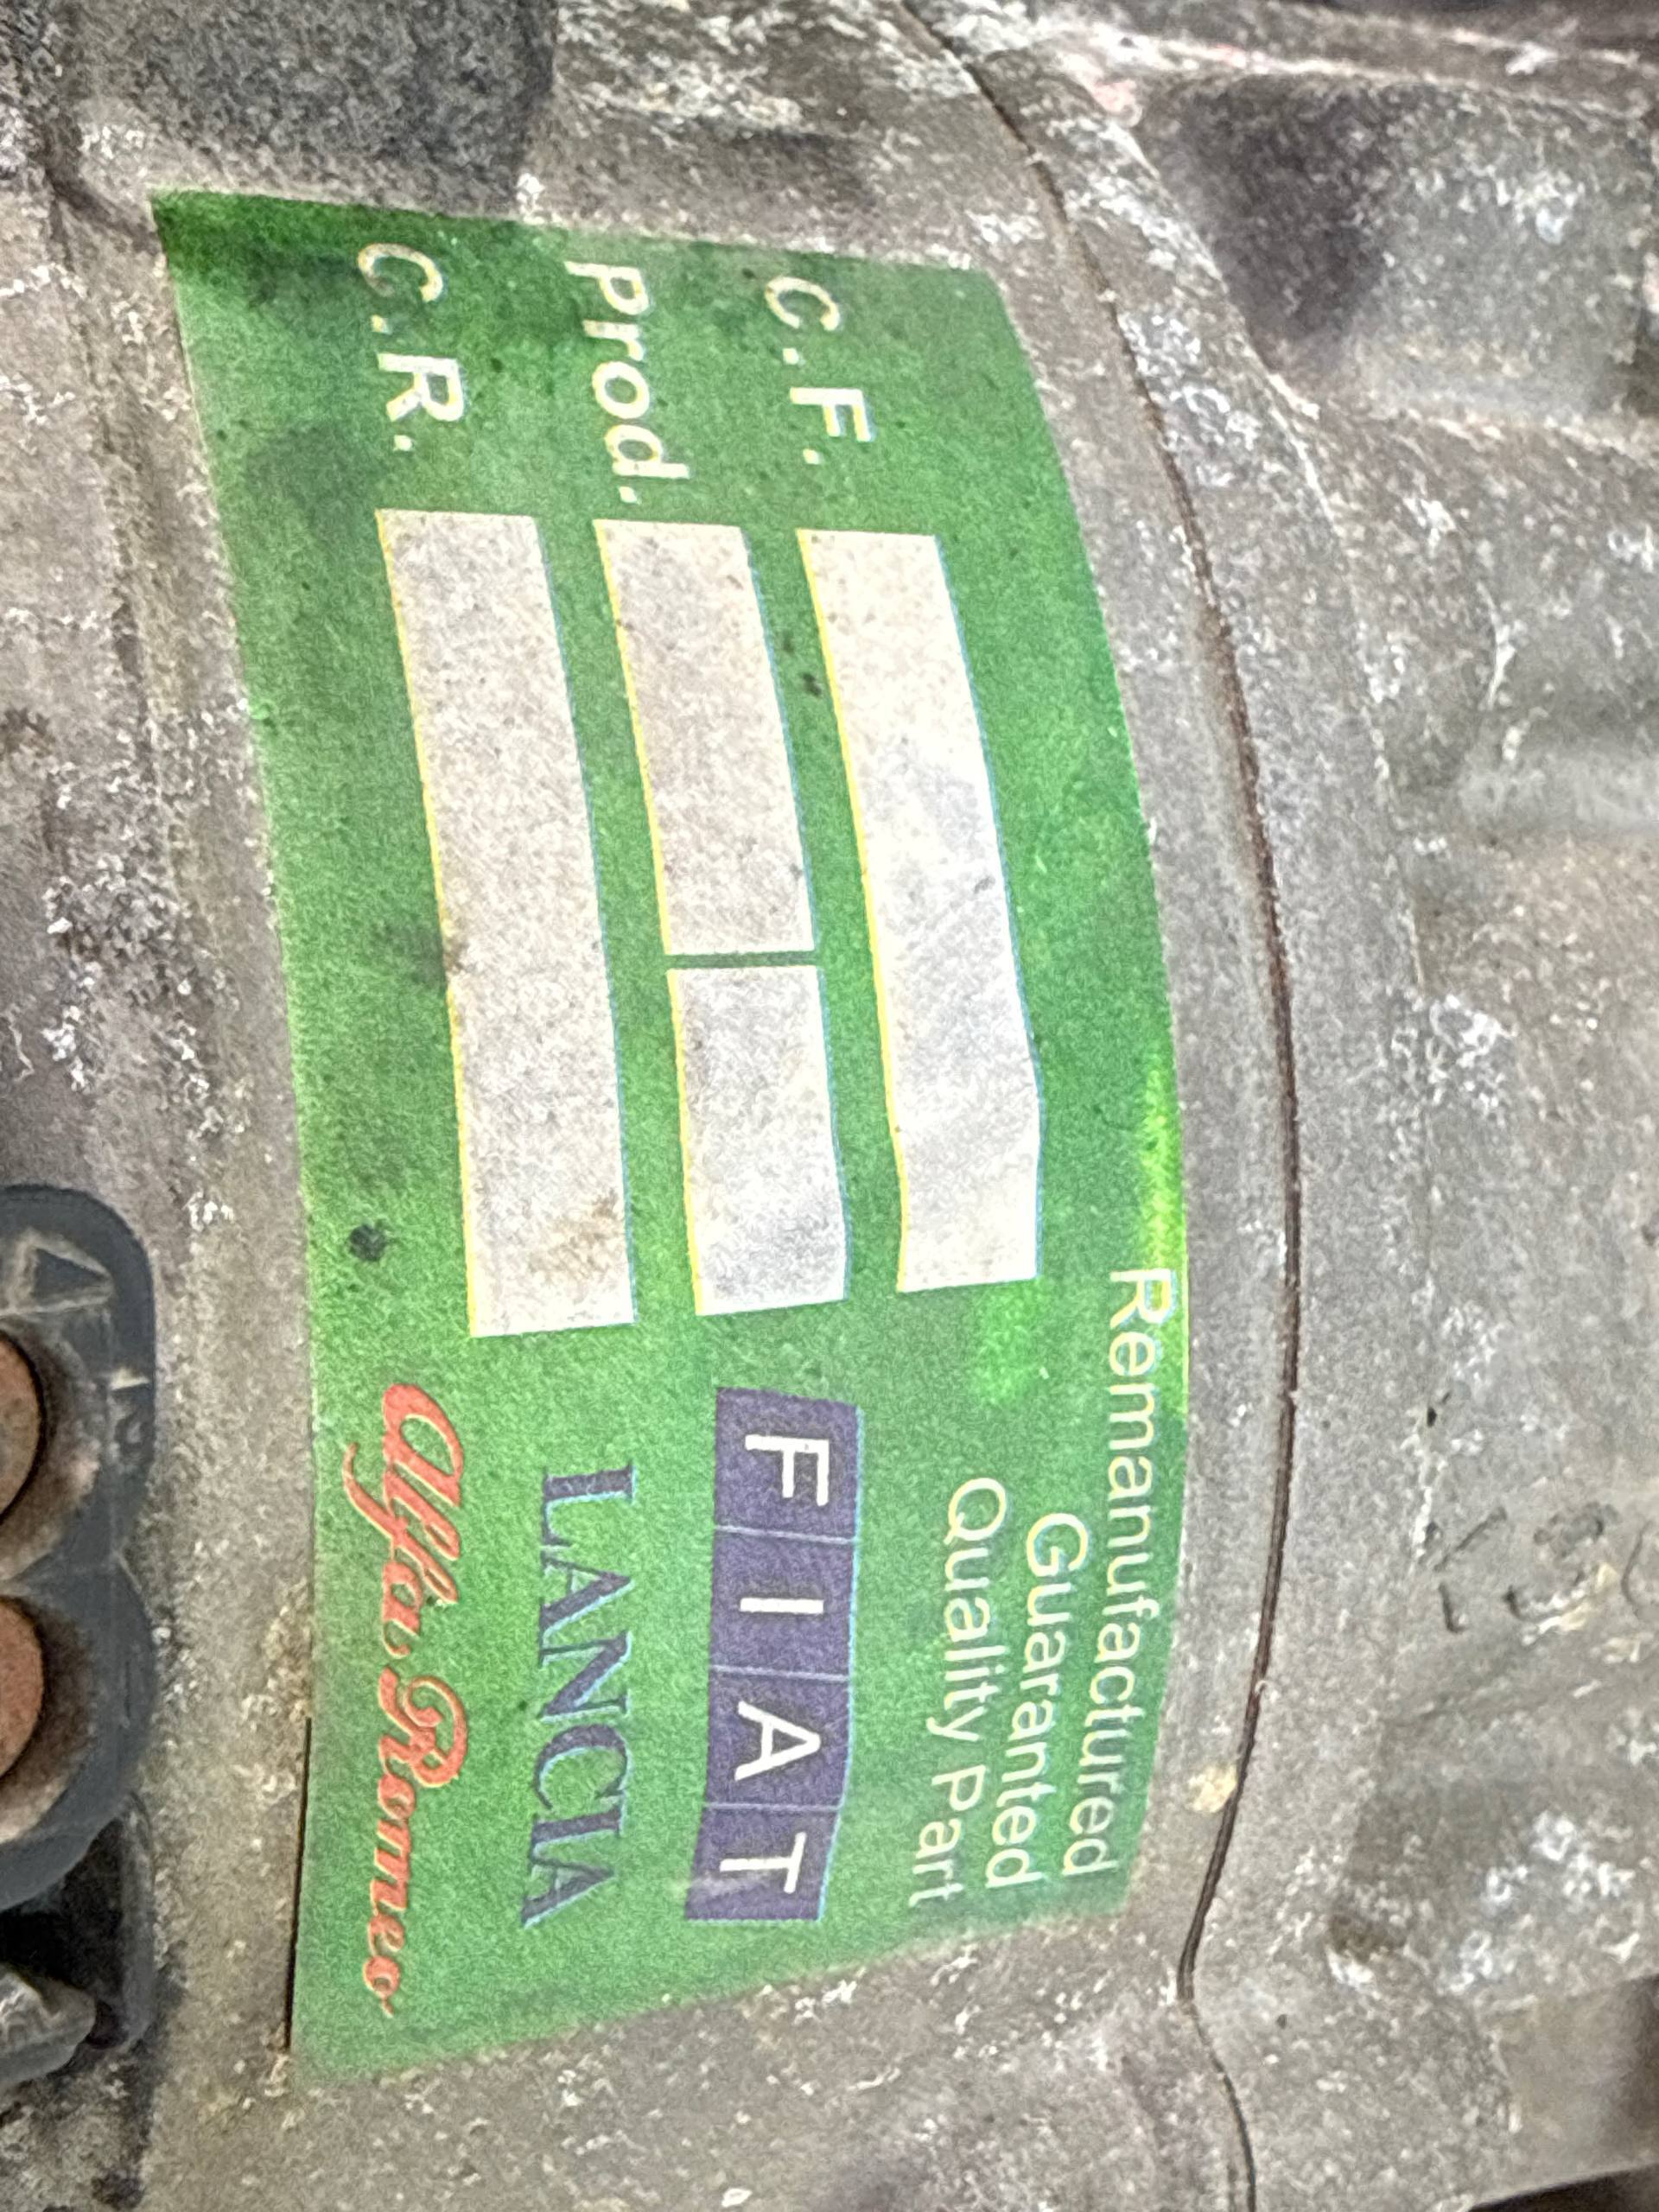 Remanufactured
Guaranteed
Quality Part
C.F.
Prod.
C.R.
FIAT
LANCIA
Alfa Romeo